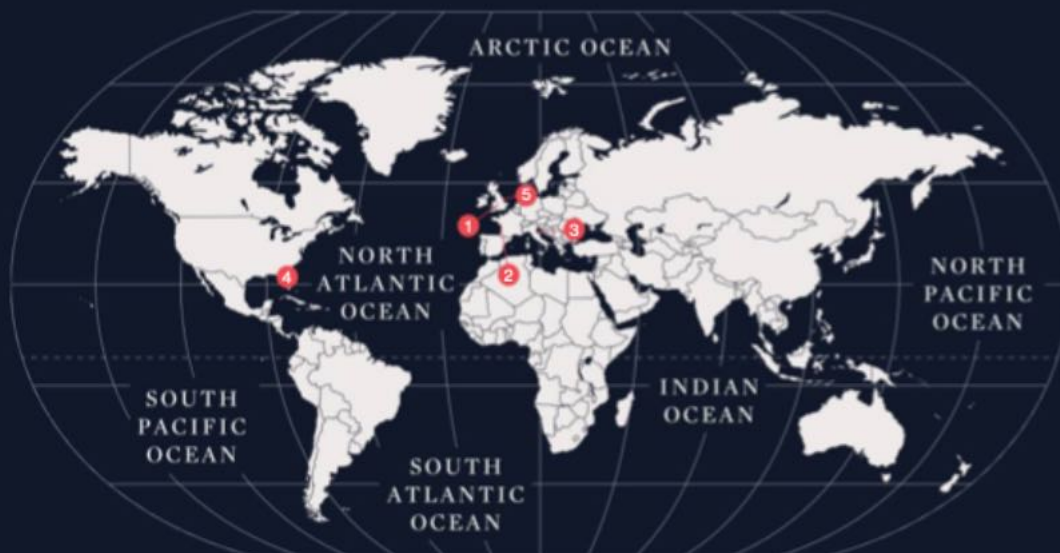 ARCTIC OCEAN
5
1
3
NORTH
ATLANTIC
OCEAN
4
2
NORTH
PACIFIC
OCEAN
SOUTH
PACIFIC
OCEAN
INDIAN
OCEAN
SOUTH
ATLANTIC
OCEAN